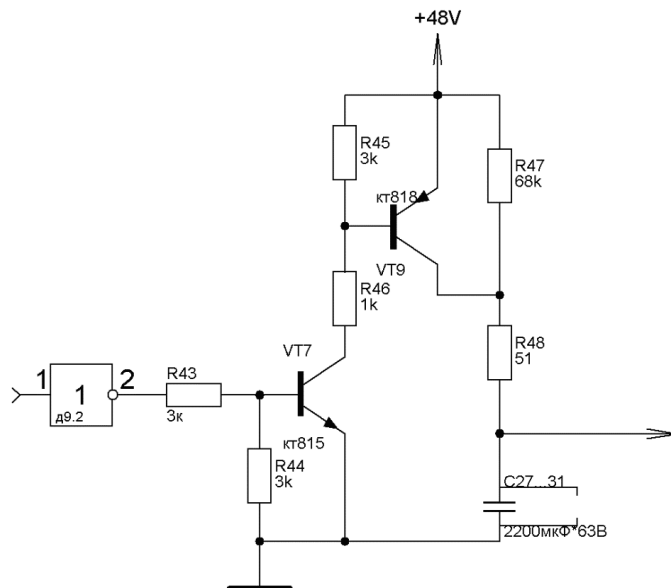 +48V
R45
3k
R47
68k
кт818
VT9
R46
1k
R48
51
VT7
1
1
2
д9.2
R43
3к
кт815
R44
3k
C27...31
2200мкФ*63В